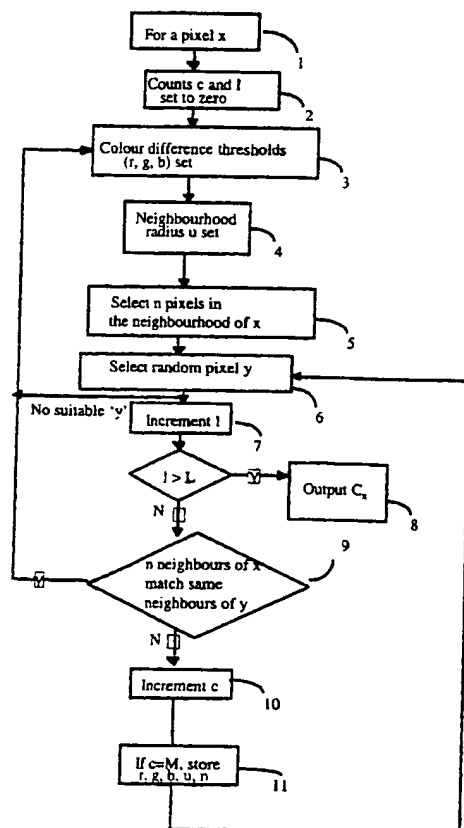 For a pixel x
1
Counts c and l
set to zero
2
Colour difference thresholds
(r, g, b) set
3
Neighbourhood
radius u set
4
Select n pixels in
the neighbourhood of x
5
Select random pixel y
6
No suitable 'y'
Increment l
7
l > L
Y
Output Cx
8
N
9
n neighbours of x
match same
neighbours of y
Y
N
Increment c
10
If c=M, store
r, g, b, u, n
11